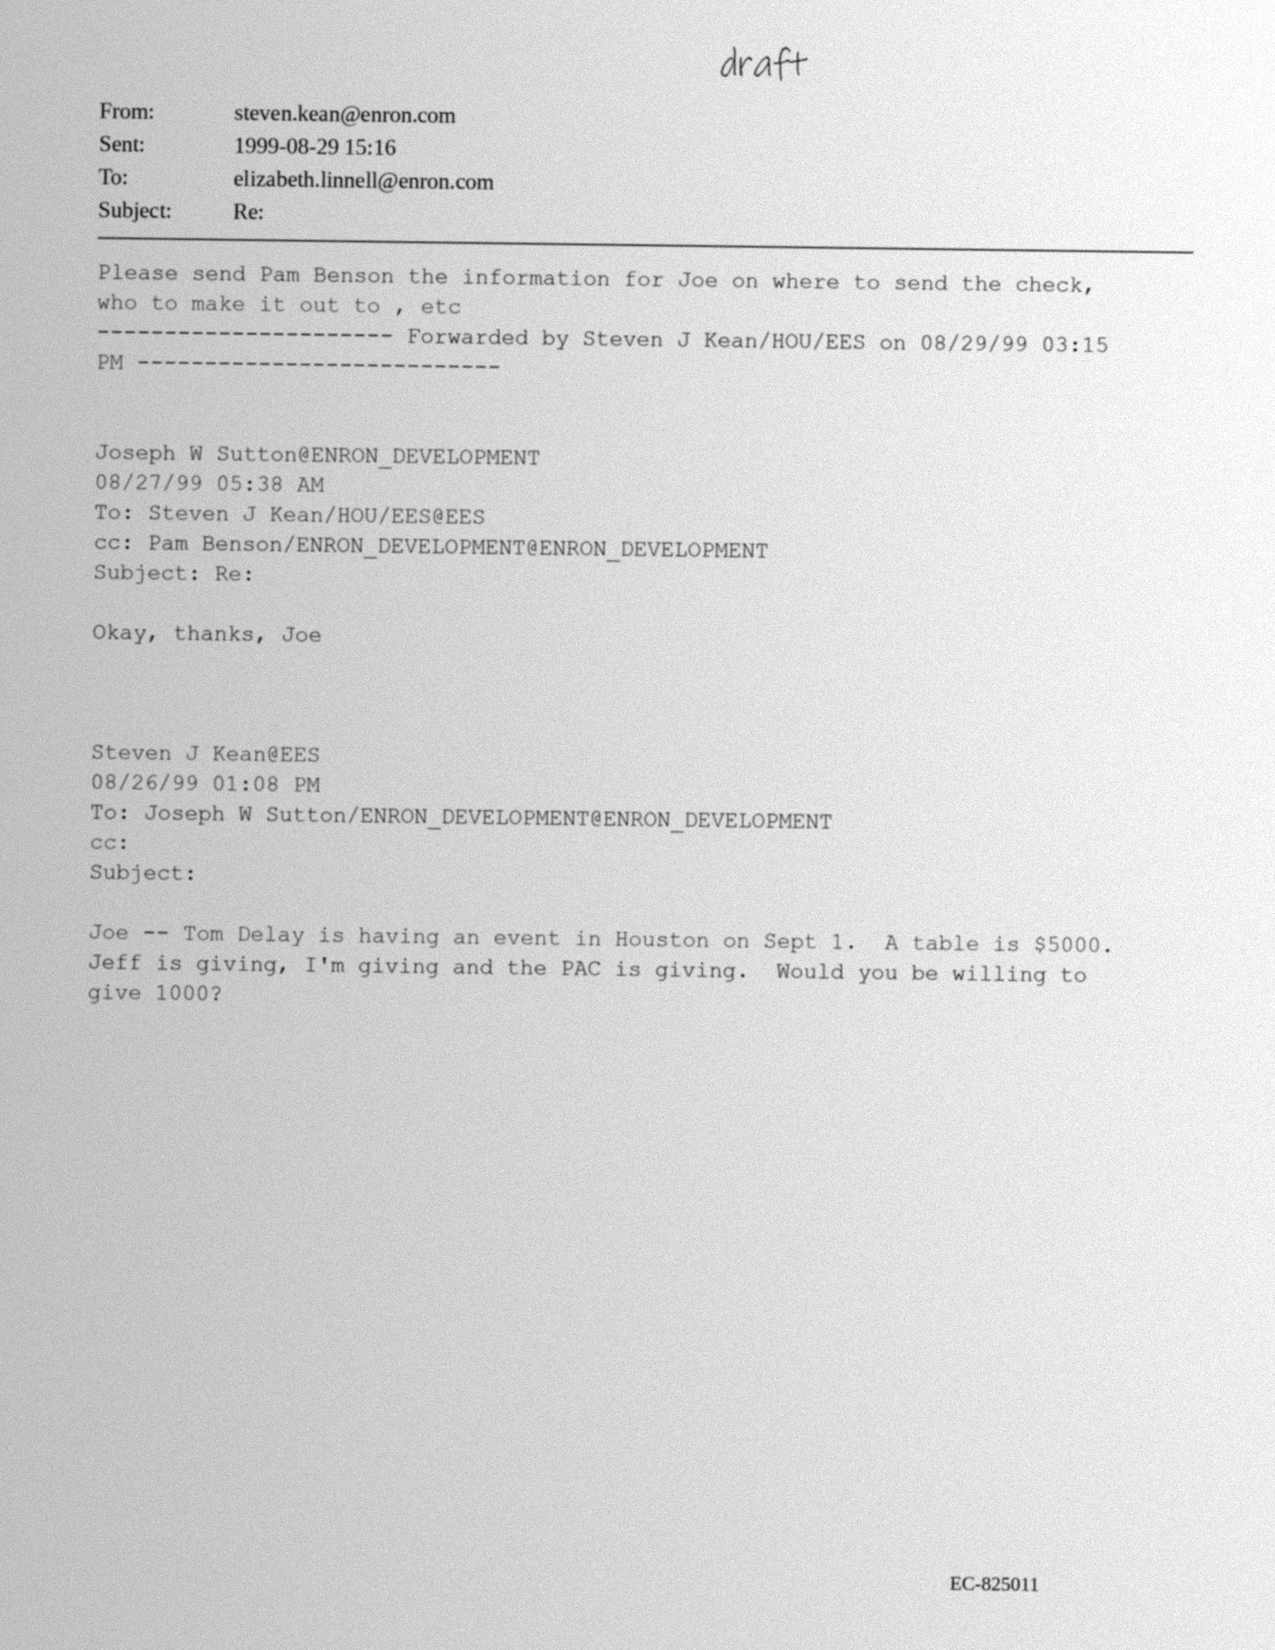 draft
From: steven.kean@enron.com
Sent: 1999-08-29 15:16
To: elizabeth.linnell@enron.com
Subject: Re:
Please send Pam Benson the information for Joe on where to send the check,
who to make it out to , etc
---------------------- Forwarded by Steven J Kean/HOU/EES on 08/29/99 03:15
PM ---------------------------
Joseph W Sutton@ENRON_DEVELOPMENT
08/27/99 05:38 AM
To: Steven J Kean/HOU/EES@EES
cc: Pam Benson/ENRON_DEVELOPMENT@ENRON_DEVELOPMENT
Subject: Re:
Okay, thanks, Joe
Steven J Kean@EES
08/26/99 01:08 PM
To: Joseph W Sutton/ENRON_DEVELOPMENT@ENRON_DEVELOPMENT
cc:
Subject:
Joe -- Tom Delay is having an event in Houston on Sept 1.  A table is $5000.
Jeff is giving, I'm giving and the PAC is giving.  Would you be willing to
give 1000?
EC-825011